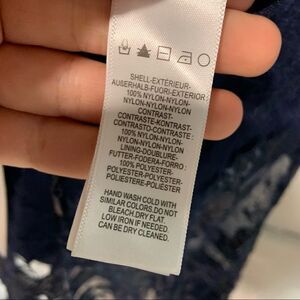 SHELL-EXTÉRIEUR-
AUßERHALB-FUORI-EXTERIOR
100% NYLON-NYLON-
NYLON-NYLON-NYLON
CONTRAST-
CONTRASTE-KONTRAST-
CONTRASTO-CONTRASTE:
100% NYLON-NYLON-
NYLON-NYLON-NYLON
LINING-DOUBLURE-
FUTTER-FODERA-FORRO:
100% POLYESTER-
POLYESTER-POLYESTER-
POLIESTERE-POLIÉSTER
HAND WASH COLD WITH
SIMILAR COLORS.DO NOT
BLEACH.DRY FLAT.
LOW IRON IF NEEDED.
CAN BE DRY CLEANED.